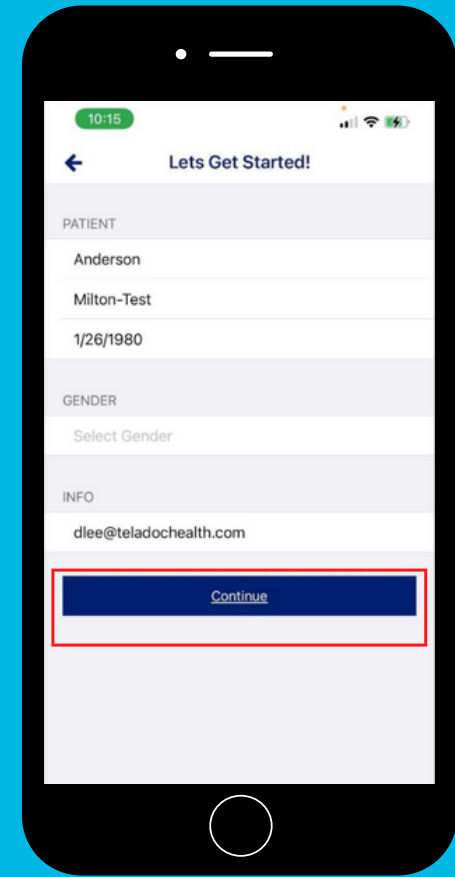 10:15
Lets Get Started!
PATIENT
Anderson
Milton-Test
1/26/1980
GENDER
Select Gender
INFO
dlee@teladochealth.com
Continue